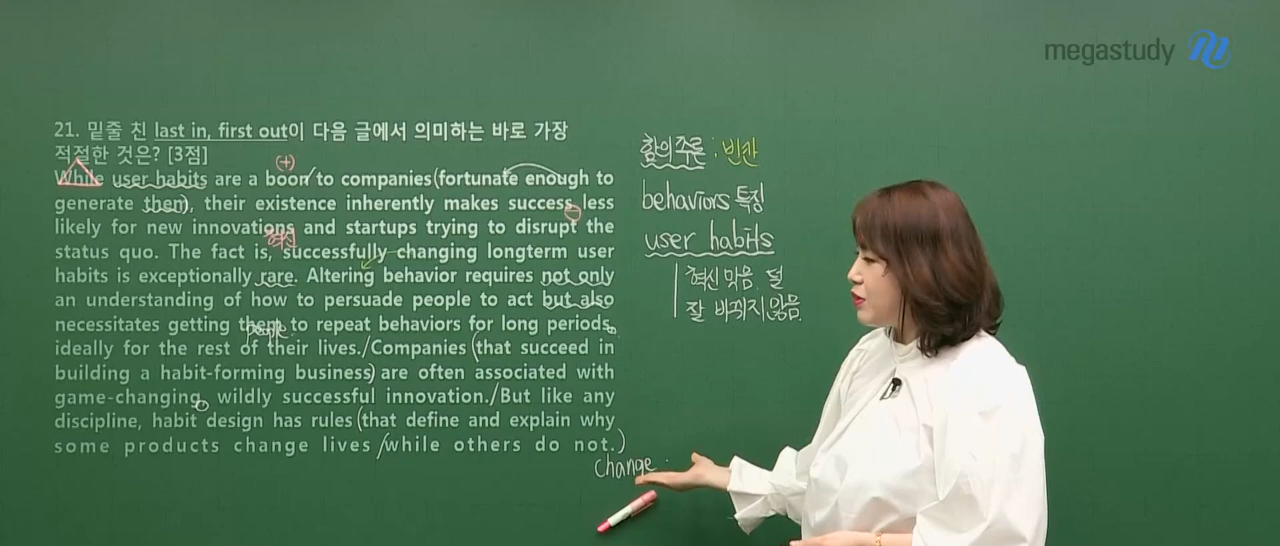 megastudy
21. 밑줄 친 last in, first out이 다음 글에서 의미하는 바로 가장
적절한 것은? [3점]
(+)
While user habits are a boon to companies (fortunate enough to
generate them), their existence inherently makes success less
likely for new innovations and startups trying to disrupt the
혁신
status quo. The fact is, successfully changing longterm user
habits is exceptionally rare. Altering behavior requires not only
an understanding of how to persuade people to act but also
necessitates getting them to repeat behaviors for long periods,
people
ideally for the rest of their lives./Companies (that succeed in
building a habit-forming business) are often associated with
game-changing, wildly successful innovation./But like any
discipline, habit design has rules (that define and explain why
some products change lives /while others do not.)
change.
함의추론 : 빈칸
behaviors 특징
user habits
혁신 막음. 덜
잘 바뀌지 않음.